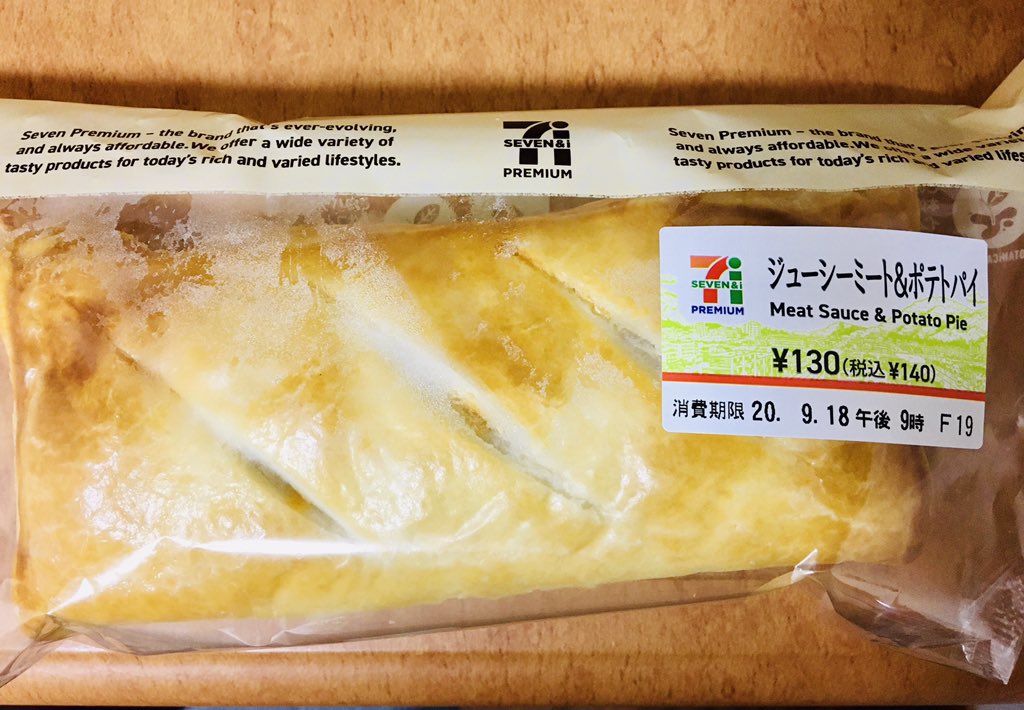 Seven Premium – the brand that's ever-evolving,
and always affordable. We offer a wide variety of
tasty products for today's rich and varied lifestyles.
SEVEN&i
PREMIUM
Seven Premium – the brand
and always affordable. We a wide
tasty products for today's rich varied
SEVEN&i
PREMIUM
ジューシーミート&ポテトパイ
Meat Sauce & Potato Pie
¥130(税込 ¥140)
消費期限 20. 9. 18 午後 9時 F19